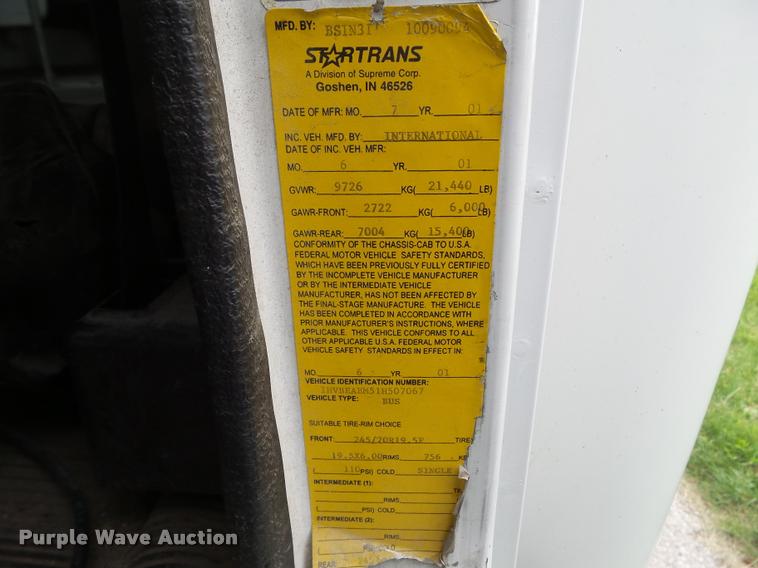 MFD. BY: BSIN3
STARTRANS
A Division of Supreme Corp.
Goshen, IN 46526
DATE OF MFR: MO. 7 YR. 01
INC. VEH. MFD. BY: INTERNATIONAL
DATE OF INC. VEH. MFR:
MO. 6 YR. 01
GVWR: 9726 KG( 21,440 LB)
GAWR-FRONT: 2722 KG( 6,000 LB)
GAWR-REAR: 7004 KG( 15,400 LB)
CONFORMITY OF THE CHASSIS-CAB TO U.S.A.
FEDERAL MOTOR VEHICLE SAFETY STANDARDS,
WHICH HAVE BEEN PREVIOUSLY FULLY CERTIFIED
BY THE INCOMPLETE VEHICLE MANUFACTURER
OR BY THE INTERMEDIATE VEHICLE
MANUFACTURER, HAS NOT BEEN AFFECTED BY
THE FINAL-STAGE MANUFACTURE. THE VEHICLE
HAS BEEN COMPLETED IN ACCORDANCE WITH
PRIOR MANUFACTURER'S INSTRUCTIONS, WHERE
APPLICABLE. THIS VEHICLE CONFORMS TO ALL
OTHER APPLICABLE U.S.A. FEDERAL MOTOR
VEHICLE SAFETY STANDARDS IN EFFECT IN:
MO. 6 YR. 01
VEHICLE IDENTIFICATION NUMBER:
1HVBEABM51H507067
VEHICLE TYPE: BUS
SUITABLE TIRE-RIM CHOICE
FRONT: 245/70R19.5F TIRE
19.5X6.00 RIMS, 756
( 110 PSI) COLD SINGLE
INTERMEDIATE (1):
RIMS
( PSI) COLD
INTERMEDIATE (2):
RIMS
REAR:
Purple Wave Auction